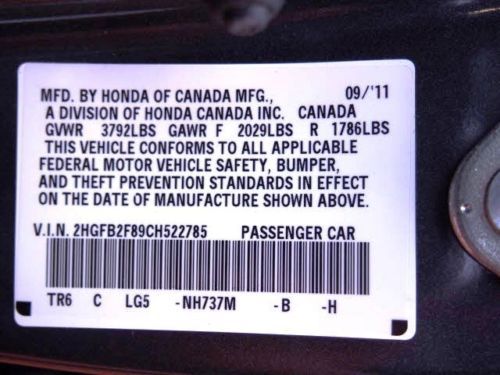 MFD. BY HONDA OF CANADA MFG., 09/'11
A DIVISION OF HONDA CANADA INC. CANADA
GVWR 3792LBS GAWR F 2029LBS R 1786LBS
THIS VEHICLE CONFORMS TO ALL APPLICABLE
FEDERAL MOTOR VEHICLE SAFETY, BUMPER,
AND THEFT PREVENTION STANDARDS IN EFFECT
ON THE DATE OF MANUFACTURE SHOWN ABOVE.
V.I.N. 2HGFB2F89CH522785 PASSENGER CAR
TR6 C LG5 -NH737M -B -H